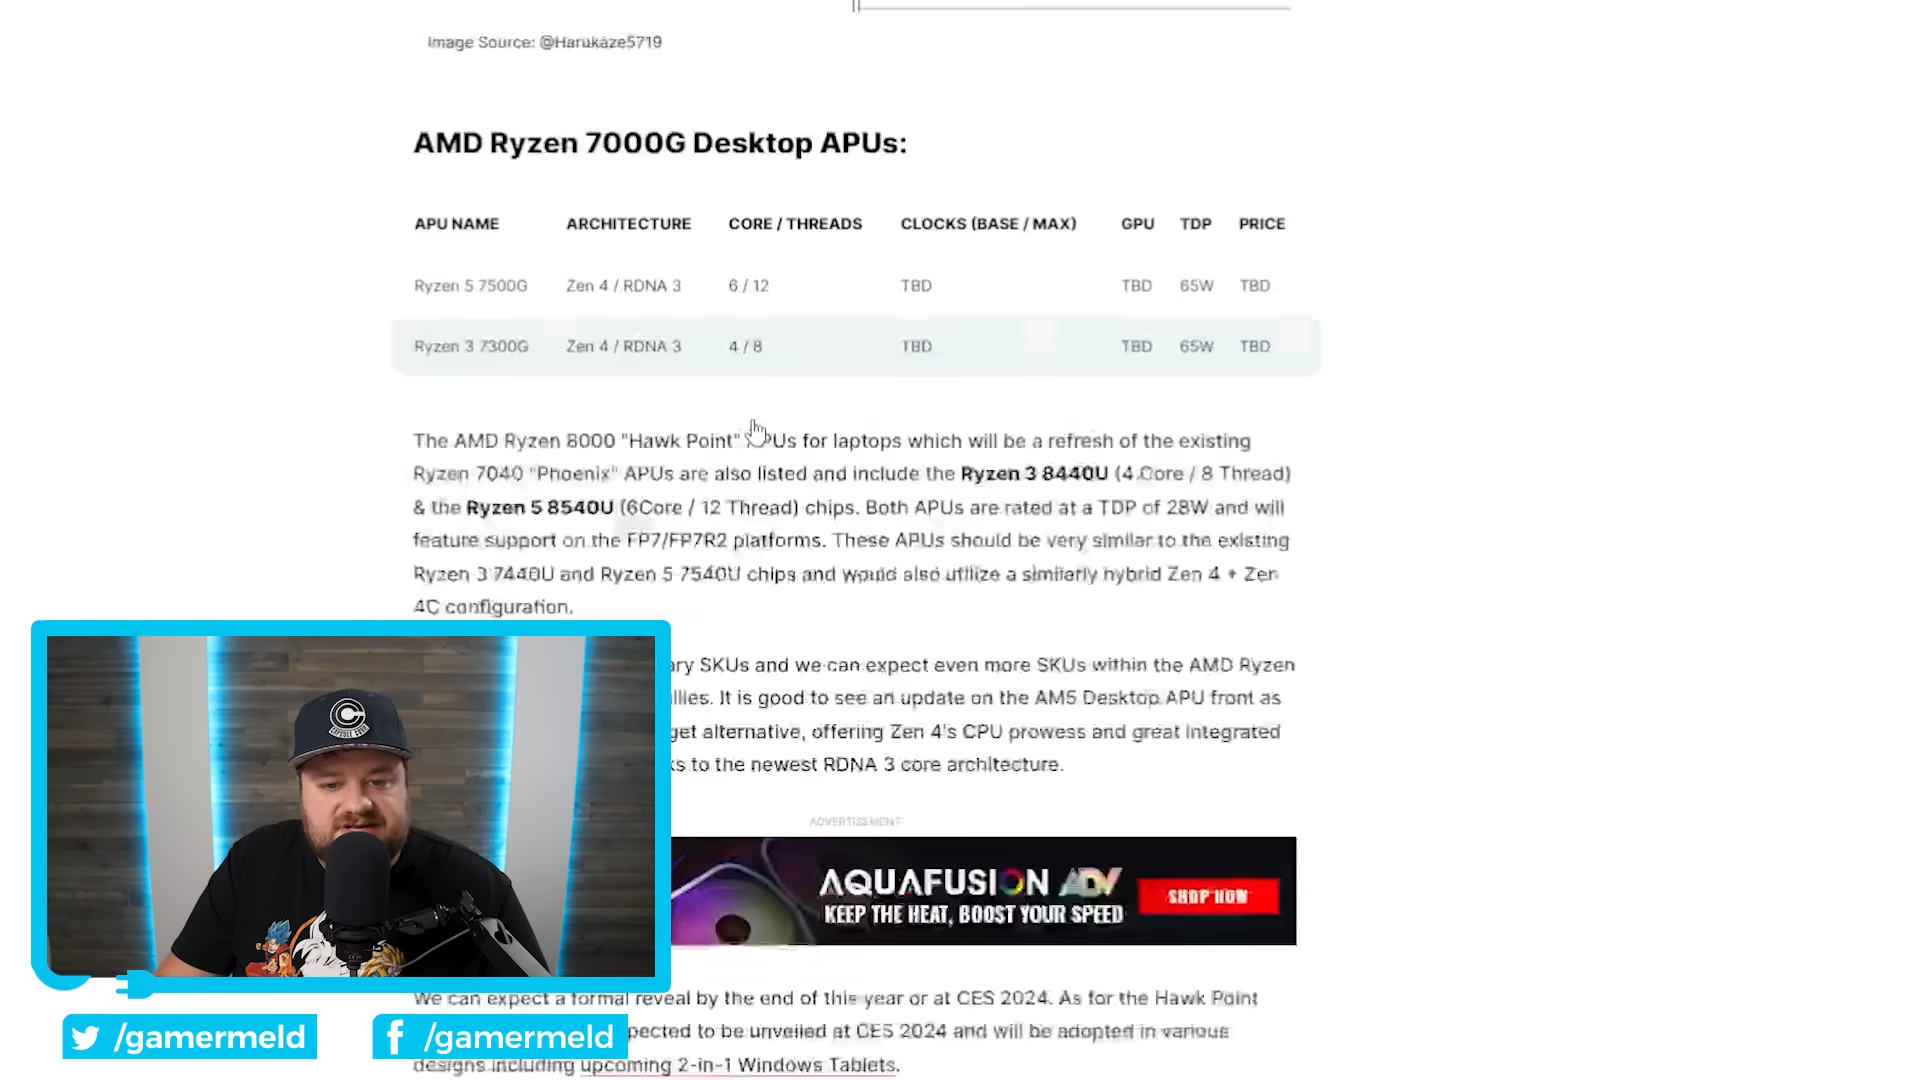 Image Source: @Harukaze5719
AMD Ryzen 7000G Desktop APUs:
APU NAME ARCHITECTURE CORE / THREADS CLOCKS (BASE / MAX) GPU TDP PRICE
Ryzen 5 7500G Zen 4 / RDNA 3 6 / 12 TBD TBD 65W TBD
Ryzen 3 7300G Zen 4 / RDNA 3 4 / 8 TBD TBD 65W TBD
The AMD Ryzen 8000 "Hawk Point" APUs for laptops which will be a refresh of the existing
Ryzen 7040 "Phoenix" APUs are also listed and include the Ryzen 3 8440U (4 Core / 8 Thread)
& the Ryzen 5 8540U (6Core / 12 Thread) chips. Both APUs are rated at a TDP of 28W and will
feature support on the FP7/FP7R2 platforms. These APUs should be very similar to the existing
Ryzen 3 7440U and Ryzen 5 7540U chips and would also utilize a similarly hybrid Zen 4 + Zen
4C configuration.
SKUs and we can expect even more SKUs within the AMD Ryzen
It is good to see an update on the AM5 Desktop APU front as
alternative, offering Zen 4's CPU prowess and great integrated
to the newest RDNA 3 core architecture.
ADVERTISEMENT
AQUAFUSION ADV
KEEP THE HEAT, BOOST YOUR SPEED
SHOP NOW
We can expect a formal reveal by the end of this year or at CES 2024. As for the Hawk Point
to be unveiled at CES 2024 and will be adopted in various
designs including upcoming 2-in-1 Windows Tablets.
CAPSULE CORP
/gamermeld
/gamermeld